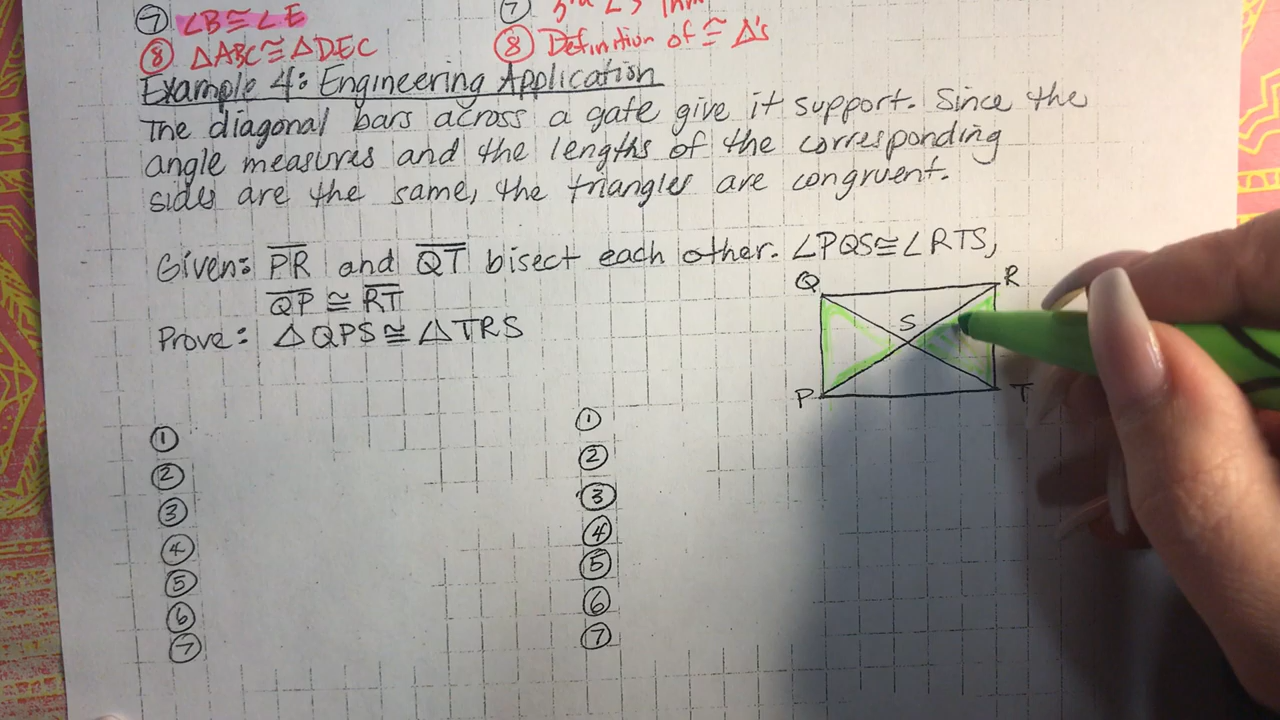 ⑦ ∠B≅∠E ⑦ 3rd ∠'s Thm
⑧ △ABC≅△DEC ⑧ Definition of ≅ △'s
Example 4: Engineering Application
The diagonal bars across a gate give it support. Since the
angle measures and the lengths of the corresponding
sides are the same, the triangles are congruent.
Given: PR and QT bisect each other. ∠PQS≅∠RTS,
QP ≅ RT
Prove: △QPS≅△TRS
Q R
S
P T
① ①
② ②
③ ③
④ ④
⑤ ⑤
⑥ ⑥
⑦ ⑦